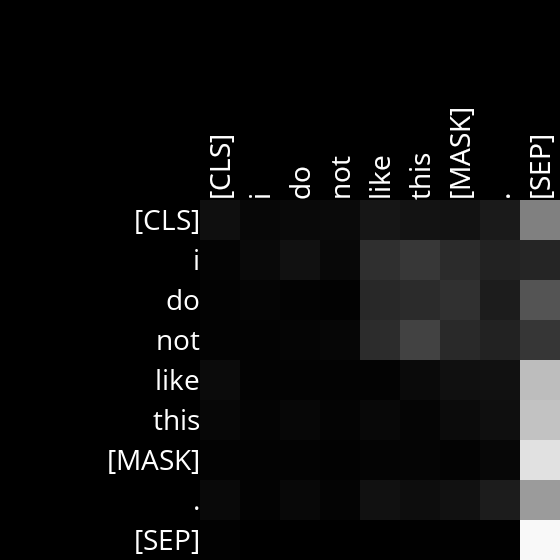 [CLS] i do not like this [MASK] . [SEP]
[CLS]
i
do
not
like
this
[MASK]
.
[SEP]